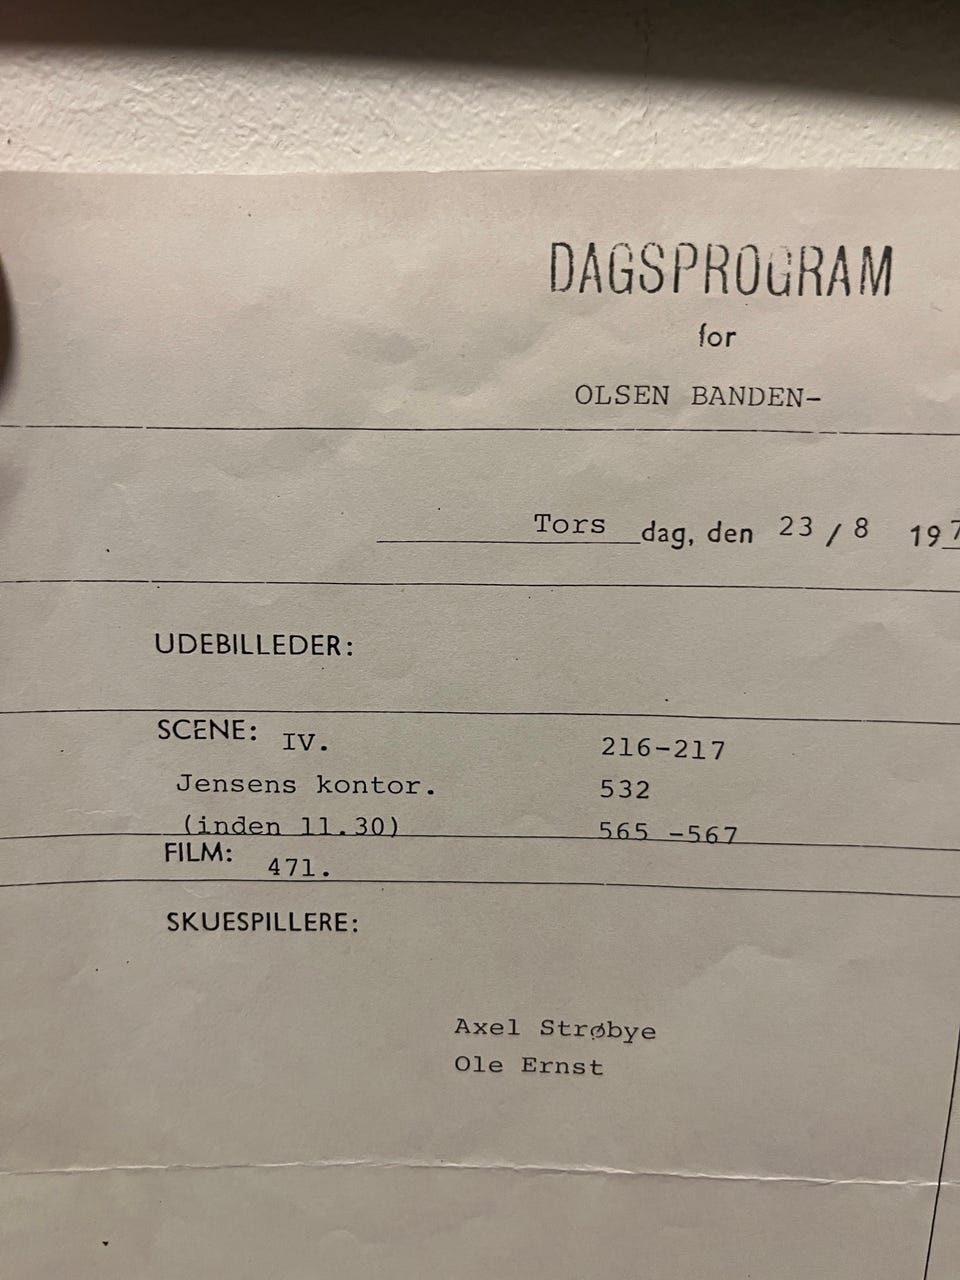 DAGSPROGRAM
for
OLSEN BANDEN-
Tors dag, den 23 / 8 197
UDEBILLEDER:
SCENE: IV. 216-217
Jensens kontor. 532
(inden 11.30) 565 -567
FILM: 471.
SKUESPILLERE:
Axel Strøbye
Ole Ernst